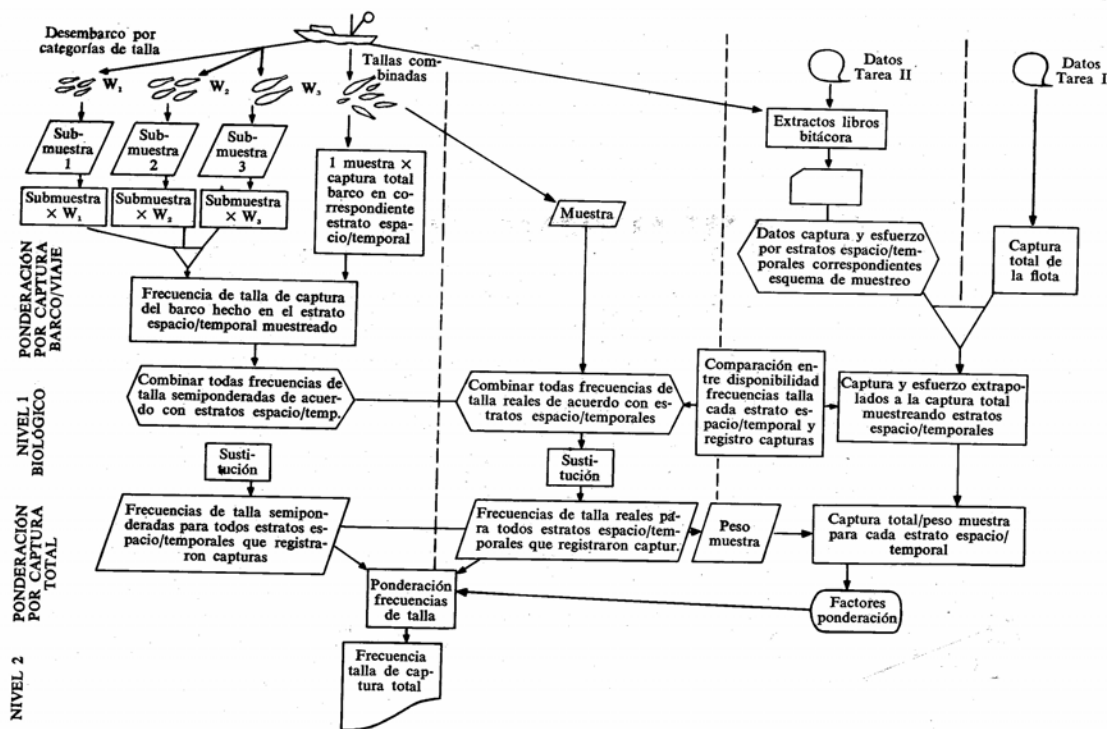 Desembarco por
categorías de talla
W₁
W₂
W₃
Tallas com-
binadas
Datos
Tarea II
Datos
Tarea I
Sub-
muestra
1
Sub-
muestra
2
Sub-
muestra
3
1 muestra ×
captura total
barco en co-
rrespondiente
estrato espa-
cio/temporal
Extractos libros
bitácora
Submuestra
× W₁
Submuestra
× W₂
Submuestra
× W₃
Muestra
Datos captura y esfuerzo
por estratos espacio/tem-
porales correspondientes
esquema de muestreo
Captura
total de
la flota
PONDERACIÓN
POR CAPTURA
BARCO/VIAJE
Frecuencia de talla de captura
del barco hecho en el estrato
espacio/temporal muestreado
NIVEL 1
BIOLÓGICO
Combinar todas frecuencias de
talla semiponderadas de acuer-
do con estratos espacio/temp.
Combinar todas frecuencias de
talla reales de acuerdo con es-
tratos espacio/temporales
Comparación en-
tre disponibilidad
frecuencias talla
cada estrato es-
pacio/temporal y
registro capturas
Captura y esfuerzo extrapo-
lados a la captura total
muestreando estratos
espacio/temporales
Sustitu-
ción
Susti-
tución
PONDERACIÓN
POR CAPTURA
TOTAL
Frecuencias de talla semipon-
deradas para todos estratos es-
pacio/temporales que registra-
ron capturas
Frecuencias de talla reales pára
todos estratos espacio/tem-
porales que registraron captur.
Peso
muestra
Captura total/peso muestra
para cada estrato espacio/
temporal
Ponderación
frecuencias
de talla
Factores
ponderación
NIVEL 2
Frecuencia
talla de cap-
tura total